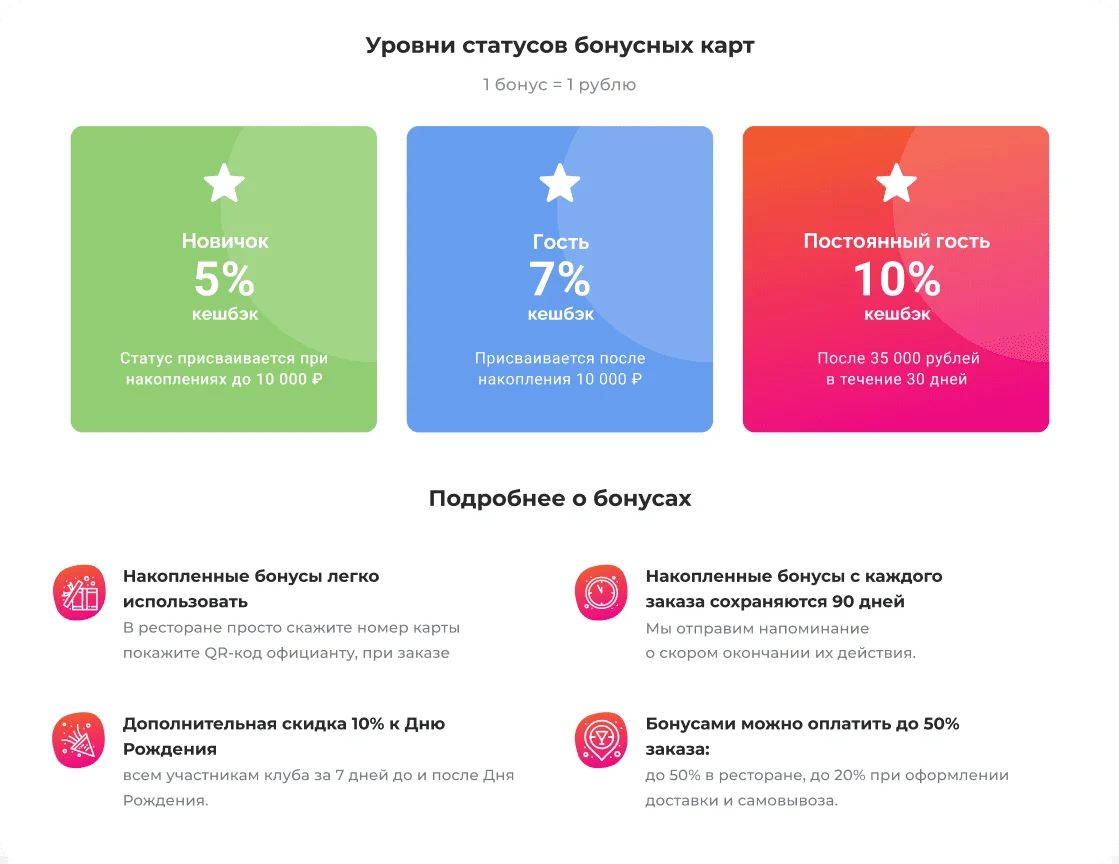 Уровни статусов бонусных карт
1 бонус = 1 рублю
Новичок
5%
кешбэк
Статус присваивается при
накоплениях до 10 000 ₽
Гость
7%
кешбэк
Присваивается после
накопления 10 000 ₽
Постоянный гость
10%
кешбэк
После 35 000 рублей
в течение 30 дней
Подробнее о бонусах
Накопленные бонусы легко
использовать
В ресторане просто скажите номер карты
покажите QR-код официанту, при заказе
Накопленные бонусы с каждого
заказа сохраняются 90 дней
Мы отправим напоминание
о скором окончании их действия.
Дополнительная скидка 10% к Дню
Рождения
всем участникам клуба за 7 дней до и после Дня
Рождения.
Бонусами можно оплатить до 50%
заказа:
до 50% в ресторане, до 20% при оформлении
доставки и самовывоза.